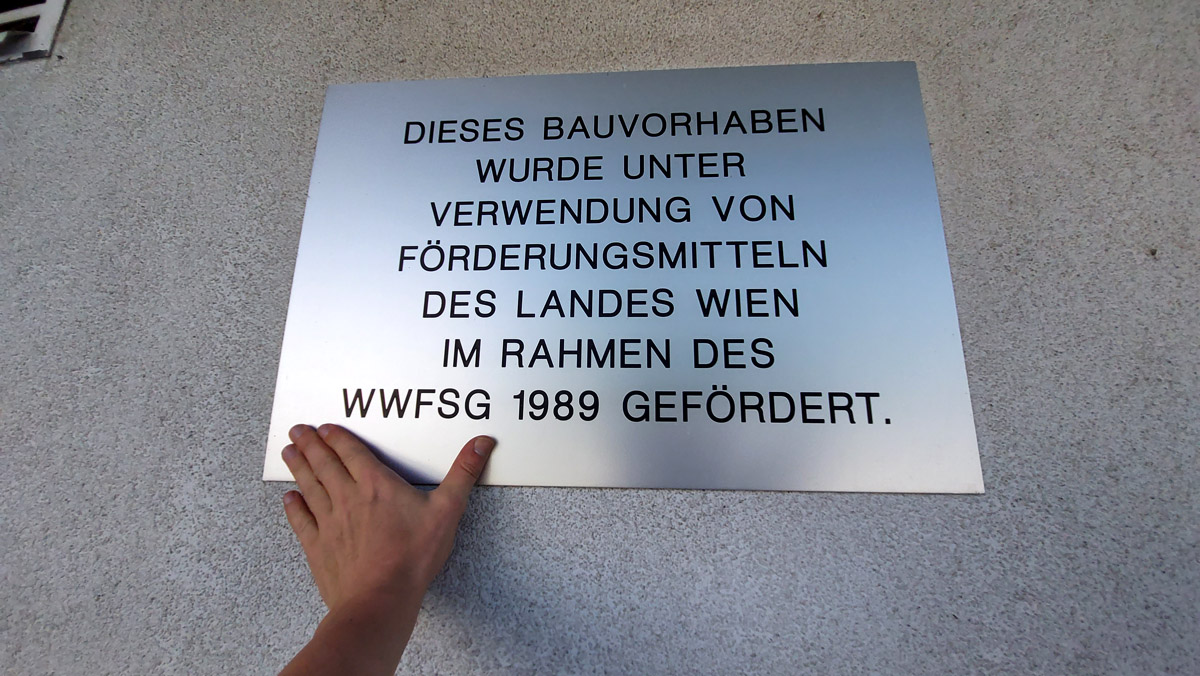 DIESES BAUVORHABEN
WURDE UNTER
VERWENDUNG VON
FÖRDERUNGSMITTELN
DES LANDES WIEN
IM RAHMEN DES
WWFSG 1989 GEFÖRDERT.